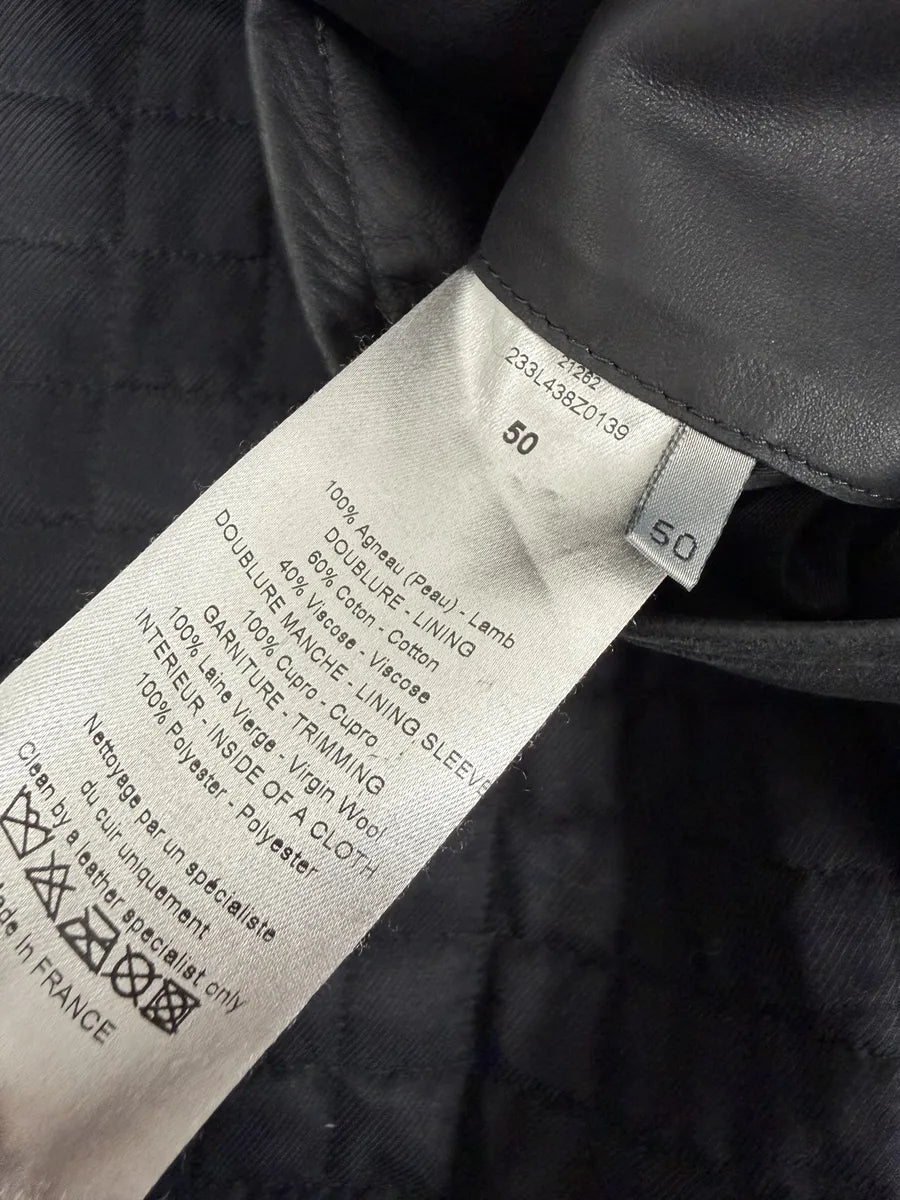 21262
233L438Z0139
50
50
100% Agneau (Peau) - Lamb
DOUBLURE - LINING
60% Coton - Cotton
40% Viscose - Viscose
DOUBLURE MANCHE - LINING SLEEVE
100% Cupro - Cupro
GARNITURE - TRIMMING
100% Laine Vierge - Virgin Wool
INTERIEUR - INSIDE OF A CLOTH
100% Polyester - Polyester
Nettoyage par un spécialiste
du cuir uniquement
Clean by a leather specialist only
Made In FRANCE